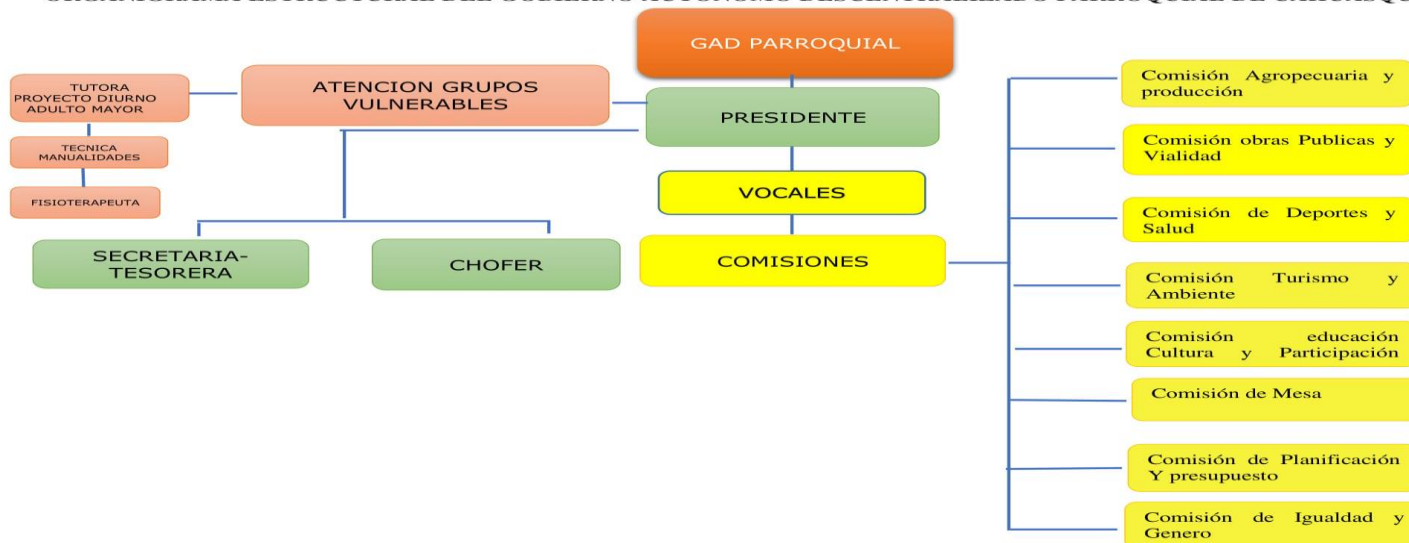 GAD PARROQUIAL
TUTORA
PROYECTO DIURNO
ADULTO MAYOR
ATENCION GRUPOS
VULNERABLES
PRESIDENTE
TECNICA
MANUALIDADES
VOCALES
FISIOTERAPEUTA
SECRETARIA-
TESORERA
CHOFER
COMISIONES
Comisión Agropecuaria y
producción
Comisión obras Publicas y
Vialidad
Comisión de Deportes y
Salud
Comisión Turismo y
Ambiente
Comisión educación
Cultura y Participación
Comisión de Mesa
Comisión de Planificación
Y presupuesto
Comisión de Igualdad y
Genero